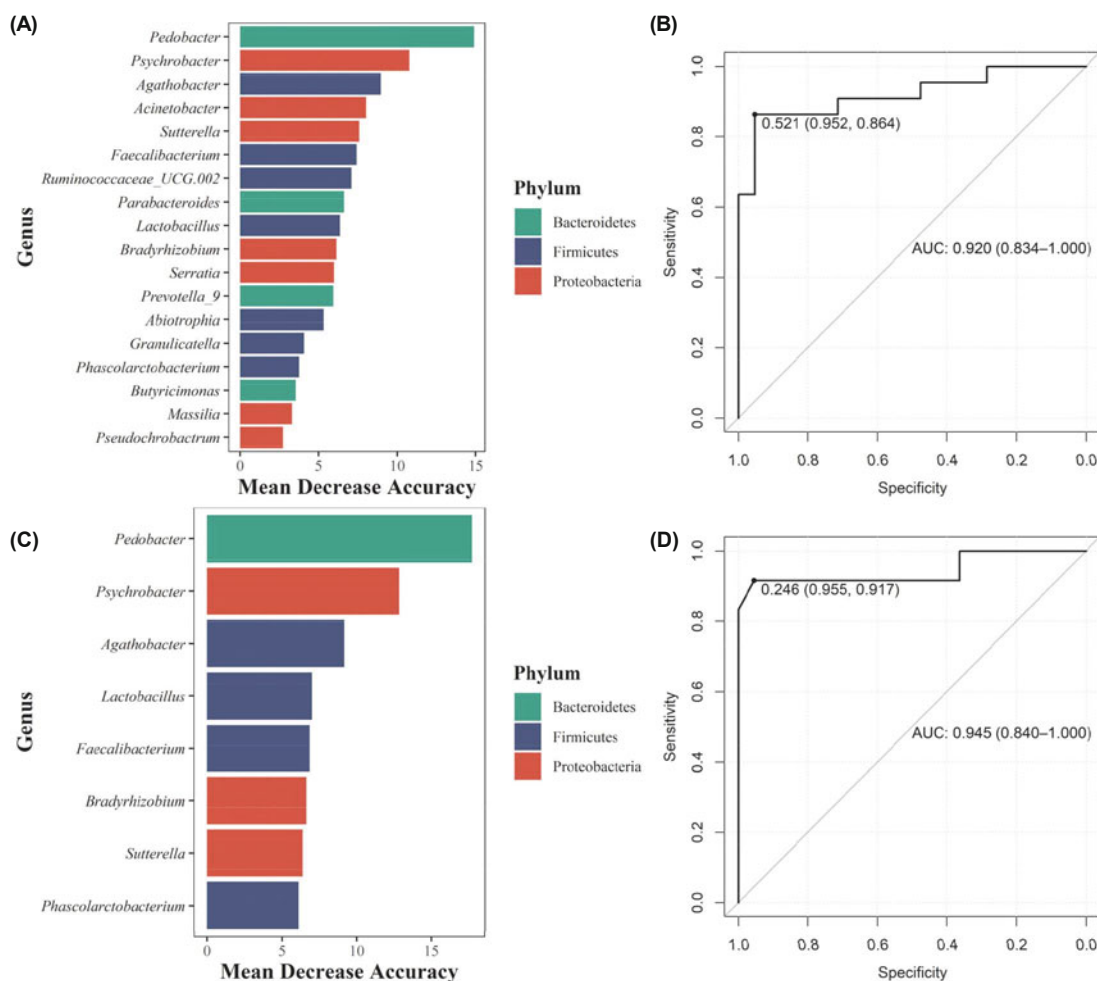 (A)
Genus
Pedobacter
Psychrobacter
Agathobacter
Acinetobacter
Sutterella
Faecalibacterium
Ruminococcaceae_UCG.002
Parabacteroides
Lactobacillus
Bradyrhizobium
Serratia
Prevotella_9
Abiotrophia
Granulicatella
Phascolarctobacterium
Butyricimonas
Massilia
Pseudochrobactrum
0 5 10 15
Mean Decrease Accuracy
Phylum
Bacteroidetes
Firmicutes
Proteobacteria
(B)
Sensitivity
1.0
0.8
0.6
0.4
0.2
0.0
0.521 (0.952, 0.864)
AUC: 0.920 (0.834–1.000)
1.0 0.8 0.6 0.4 0.2 0.0
Specificity
(C)
Genus
Pedobacter
Psychrobacter
Agathobacter
Lactobacillus
Faecalibacterium
Bradyrhizobium
Sutterella
Phascolarctobacterium
0 5 10 15
Mean Decrease Accuracy
Phylum
Bacteroidetes
Firmicutes
Proteobacteria
(D)
Sensitivity
1.0
0.8
0.6
0.4
0.2
0.0
0.246 (0.955, 0.917)
AUC: 0.945 (0.840–1.000)
1.0 0.8 0.6 0.4 0.2 0.0
Specificity